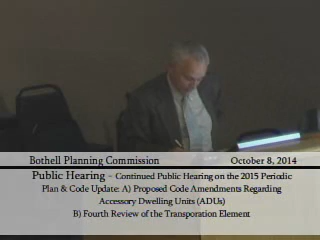 Bothell Planning Commission October 8, 2014
Public Hearing - Continued Public Hearing on the 2015 Periodic
Plan & Code Update: A) Proposed Code Amendments Regarding
Accessory Dwelling Units (ADUs)
B) Fourth Review of the Transporation Element